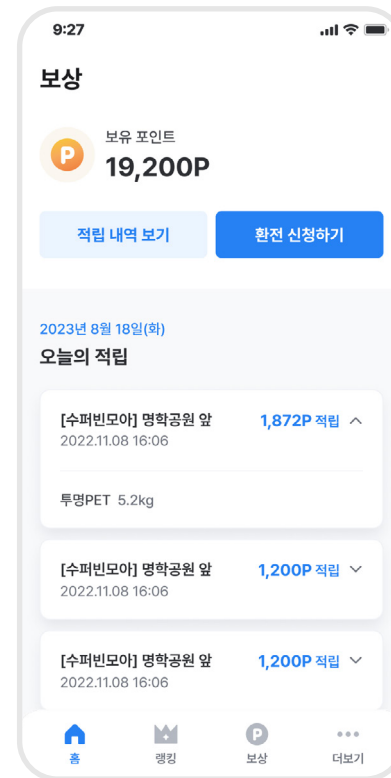 9:27
보상
P
보유 포인트
19,200P
적립 내역 보기
환전 신청하기
2023년 8월 18일(화)
오늘의 적립
[수퍼빈모아] 명학공원 앞
1,872P 적립
2022.11.08 16:06
투명PET 5.2kg
[수퍼빈모아] 명학공원 앞
1,200P 적립
2022.11.08 16:06
[수퍼빈모아] 명학공원 앞
1,200P 적립
2022.11.08 16:06
P
홈
랭킹
보상
더보기